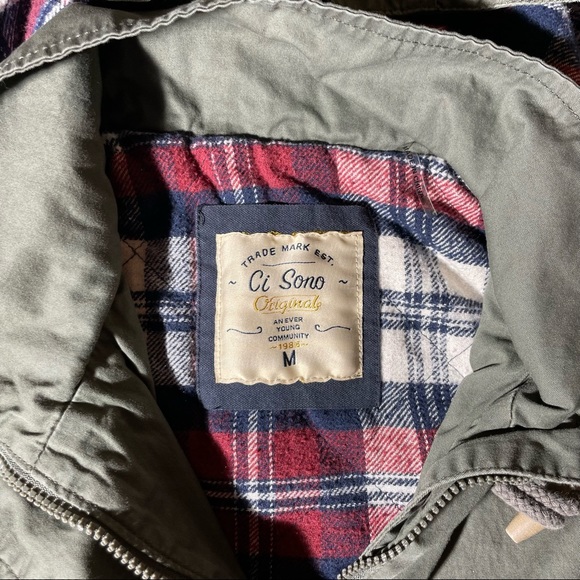 TRADE MARK EST.
~ Ci Sono ~
Originals
AN EVER
YOUNG
COMMUNITY
M